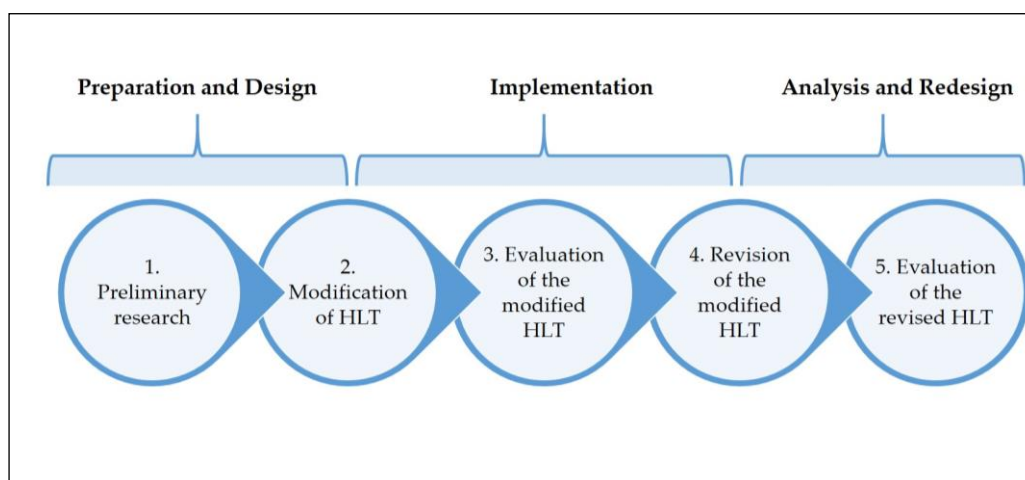 Preparation and Design
Implementation
Analysis and Redesign
1.
Preliminary
research
2.
Modification
of HLT
3. Evaluation
of the
modified
HLT
4. Revision
of the
modified
HLT
5. Evaluation
of the
revised HLT